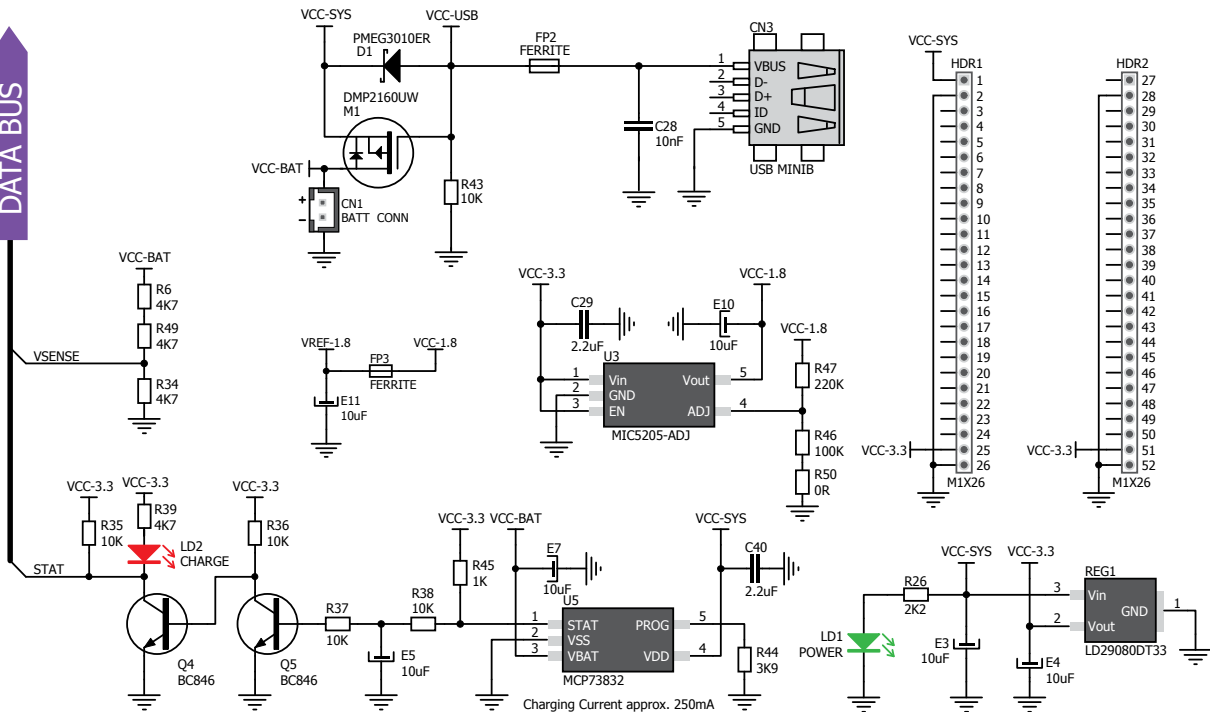 DATA BUS
VCC-SYS
VCC-USB
PMEG3010ER
D1
FP2
FERRITE
DMP2160UW
M1
VCC-BAT
CN1
BATT CONN
+
-
R43
10K
C28
10nF
CN3
1
2
3
4
5
VBUS
D-
D+
ID
GND
USB MINIB
VCC-SYS
HDR1
1
2
3
4
5
6
7
8
9
10
11
12
13
14
15
16
17
18
19
20
21
22
23
24
25
26
VCC-3.3
M1X26
HDR2
27
28
29
30
31
32
33
34
35
36
37
38
39
40
41
42
43
44
45
46
47
48
49
50
51
52
VCC-3.3
M1X26
VCC-BAT
R6
4K7
R49
4K7
VSENSE
R34
4K7
VREF-1.8
VCC-1.8
FP3
FERRITE
E11
10uF
VCC-3.3
C29
2.2uF
E10
10uF
VCC-1.8
U3
1
2
3
Vin
GND
EN
Vout
ADJ
5
4
MIC5205-ADJ
VCC-1.8
R47
220K
R46
100K
R50
0R
VCC-3.3
VCC-3.3
VCC-3.3
R35
10K
R39
4K7
LD2
CHARGE
R36
10K
STAT
Q4
BC846
Q5
BC846
R37
10K
R38
10K
E5
10uF
VCC-3.3
VCC-BAT
R45
1K
E7
10uF
U5
1
2
3
STAT
VSS
VBAT
PROG
VDD
5
4
MCP73832
VCC-SYS
C40
2.2uF
R44
3K9
Charging Current approx. 250mA
VCC-SYS
VCC-3.3
R26
2K2
LD1
POWER
E3
10uF
E4
10uF
REG1
3
2
Vin
Vout
GND
1
LD29080DT33